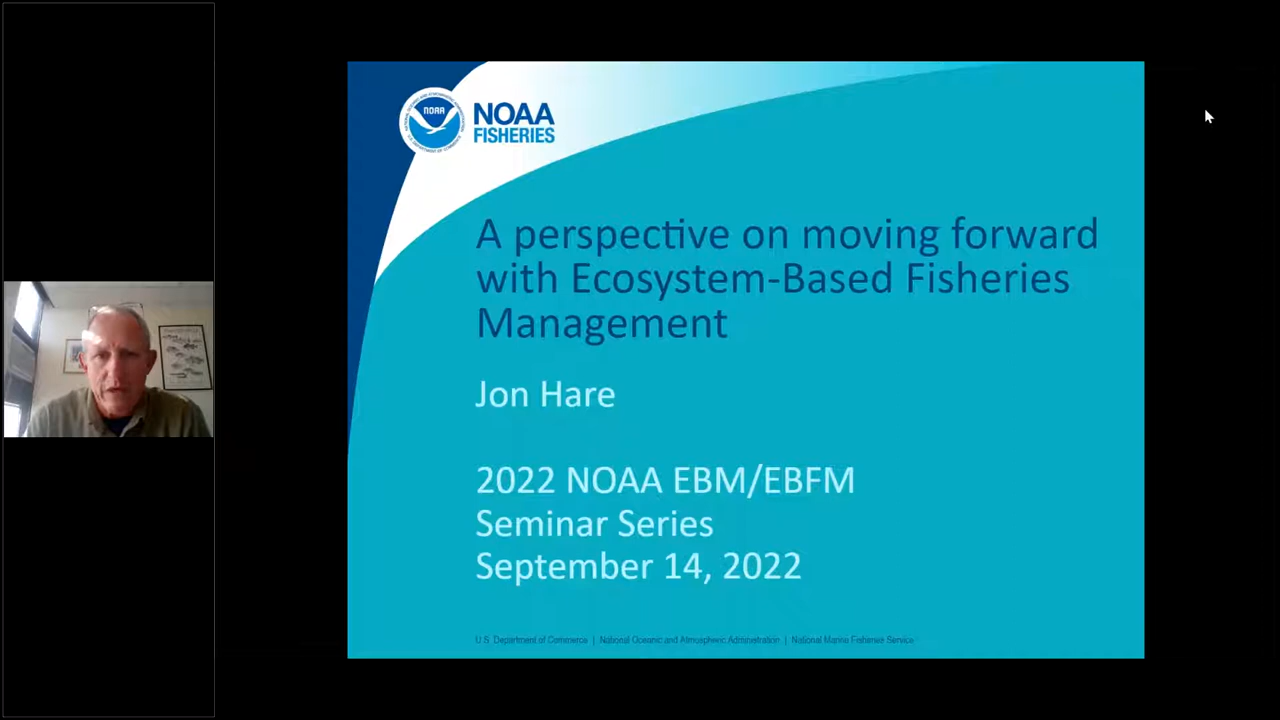 NOAA
NOAA
FISHERIES
A perspective on moving forward
with Ecosystem-Based Fisheries
Management
Jon Hare
2022 NOAA EBM/EBFM
Seminar Series
September 14, 2022
U.S. Department of Commerce | National Oceanic and Atmospheric Administration | National Marine Fisheries Service